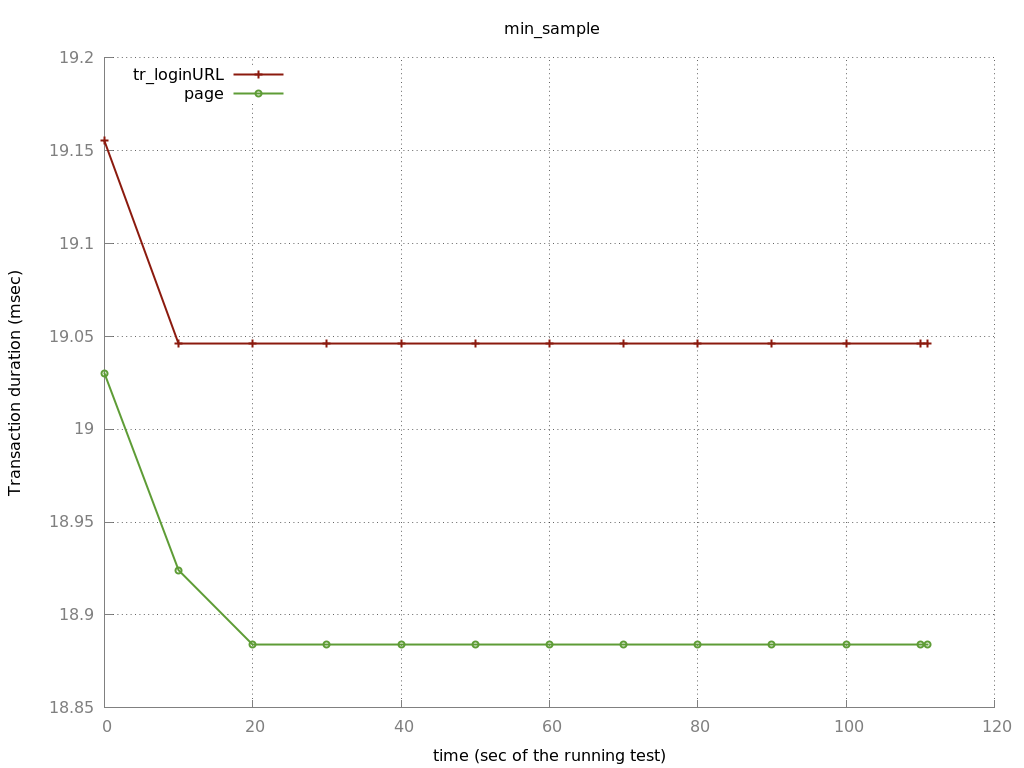 min_sample
19.2
19.15
19.1
19.05
19
18.95
18.9
18.85
Transaction duration (msec)
tr_loginURL
page
0 20 40 60 80 100 120
time (sec of the running test)